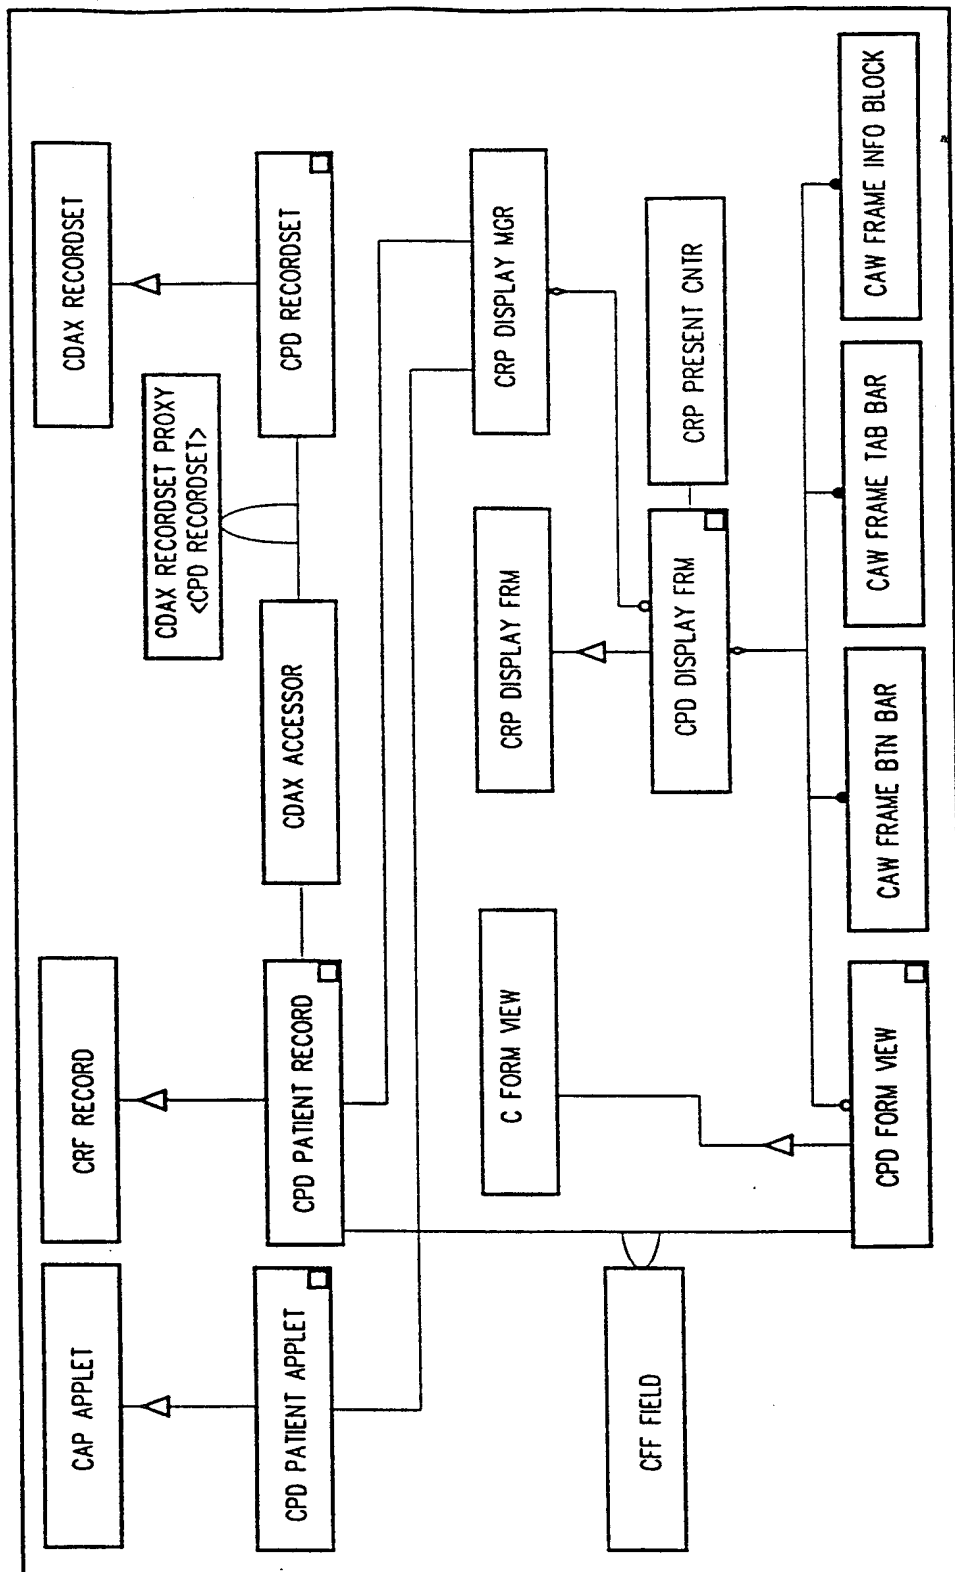 CAP APPLET
CRF RECORD
CDAX RECORDSET
CDAX RECORDSET PROXY
<CPD RECORDSET>
CPD PATIENT APPLET
CPD PATIENT RECORD
CDAX ACCESSOR
CPD RECORDSET
C FORM VIEW
CRP DISPLAY FRM
CRP DISPLAY MGR
CFF FIELD
CPD DISPLAY FRM
CRP PRESENT CNTR
CPD FORM VIEW
CAW FRAME BTN BAR
CAW FRAME TAB BAR
CAW FRAME INFO BLOCK